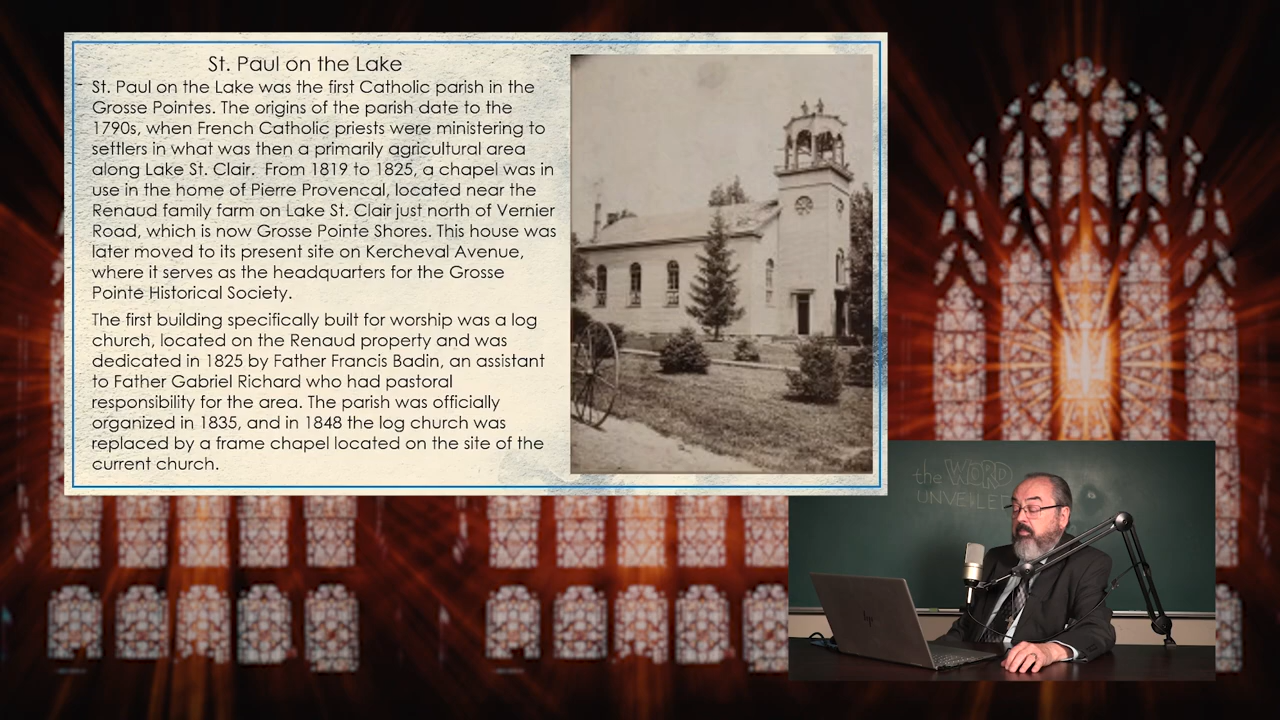 St. Paul on the Lake
St. Paul on the Lake was the first Catholic parish in the
Grosse Pointes. The origins of the parish date to the
1790s, when French Catholic priests were ministering to
settlers in what was then a primarily agricultural area
along Lake St. Clair. From 1819 to 1825, a chapel was in
use in the home of Pierre Provencal, located near the
Renaud family farm on Lake St. Clair just north of Vernier
Road, which is now Grosse Pointe Shores. This house was
later moved to its present site on Kercheval Avenue,
where it serves as the headquarters for the Grosse
Pointe Historical Society.
The first building specifically built for worship was a log
church, located on the Renaud property and was
dedicated in 1825 by Father Francis Badin, an assistant
to Father Gabriel Richard who had pastoral
responsibility for the area. The parish was officially
organized in 1835, and in 1848 the log church was
replaced by a frame chapel located on the site of the
current church.
the WORD
UNVEILE
hp